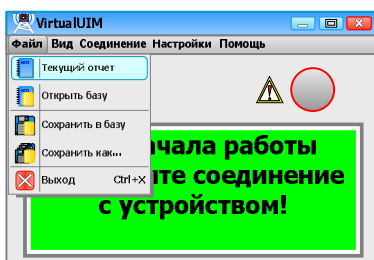 VirtualUIM
Файл Вид Соединение Настройки Помощь
Текущий отчет
Открыть базу
Сохранить в базу
Сохранить как...
Выход Ctrl+X
ачала работы
те соединение
с устройством!